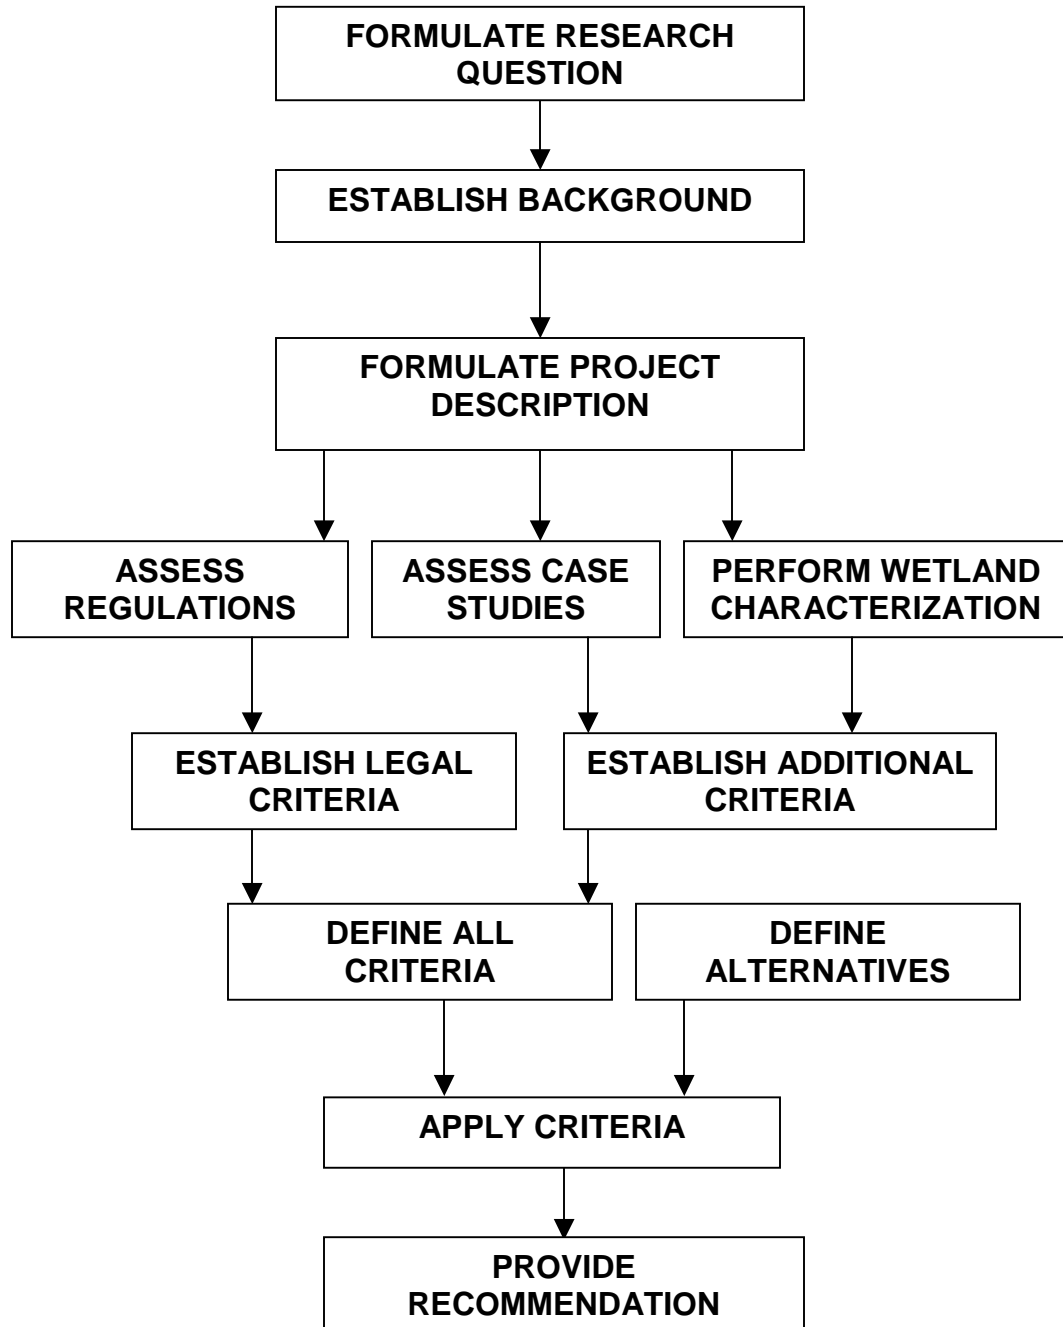 FORMULATE RESEARCH
QUESTION
ESTABLISH BACKGROUND
FORMULATE PROJECT
DESCRIPTION
ASSESS
REGULATIONS
ASSESS CASE
STUDIES
PERFORM WETLAND
CHARACTERIZATION
ESTABLISH LEGAL
CRITERIA
ESTABLISH ADDITIONAL
CRITERIA
DEFINE ALL
CRITERIA
DEFINE
ALTERNATIVES
APPLY CRITERIA
PROVIDE
RECOMMENDATION